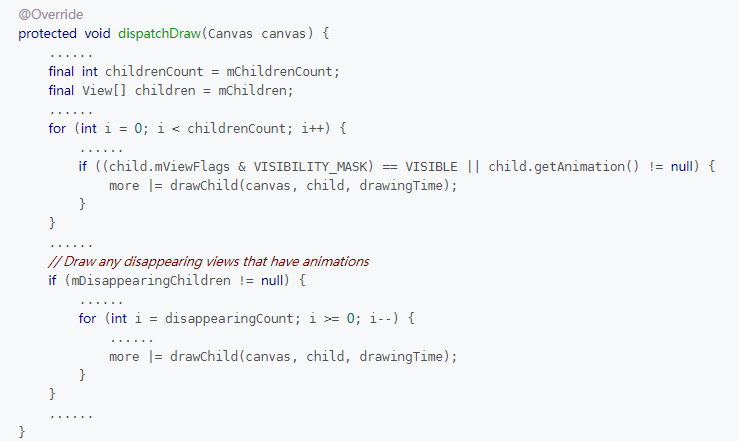 @Override
protected void dispatchDraw(Canvas canvas) {
    ......
    final int childrenCount = mChildrenCount;
    final View[] children = mChildren;
    ......
    for (int i = 0; i < childrenCount; i++) {
        ......
        if ((child.mViewFlags & VISIBILITY_MASK) == VISIBLE || child.getAnimation() != null) {
            more |= drawChild(canvas, child, drawingTime);
        }
    }
    ......
    // Draw any disappearing views that have animations
    if (mDisappearingChildren != null) {
        ......
        for (int i = disappearingCount; i >= 0; i--) {
            ......
            more |= drawChild(canvas, child, drawingTime);
        }
    }
    ......
}